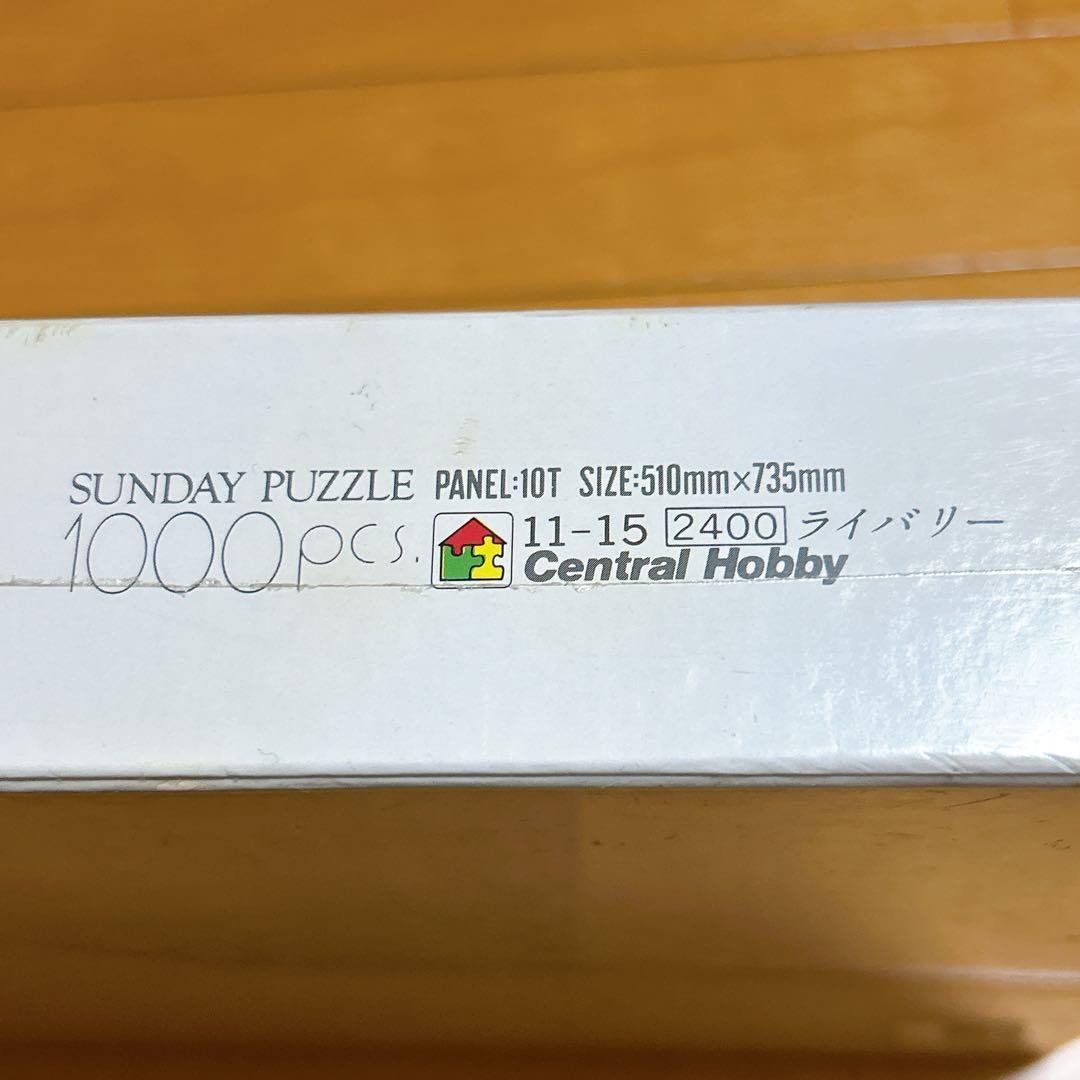 SUNDAY PUZZLE PANEL:10T SIZE:510mm×735mm
1000pcs. 11-15 2400 ライバリー
Central Hobby